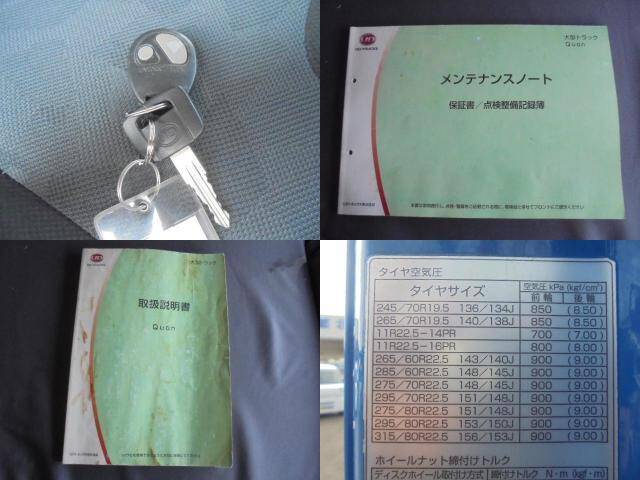 UD TRUCKS
大型トラック
Quon
メンテナンスノート
保証書／点検整備記録簿
大型トラック
取扱説明書
Quon
タイヤ空気圧
タイヤサイズ 空気圧 kPa (kgf/cm²)
前 輪 後 輪
245／70R19.5 136／134J 850 (8.50)
265／70R19.5 140／138J 850 (8.50)
11R22.5－14PR 700 (7.00)
11R22.5－16PR 800 (8.00)
265／60R22.5 143／140J 900 (9.00)
285／60R22.5 148／145J 900 (9.00)
275／70R22.5 148／145J 900 (9.00)
295／70R22.5 151／148J 900 (9.00)
275／80R22.5 151／148J 900 (9.00)
295／80R22.5 153／150J 900 (9.00)
315／80R22.5 156／153J 900 (9.00)
ホイールナット締付けトルク
ディスクホイール取付け方式 締付けトルク N・m (kgf・m)